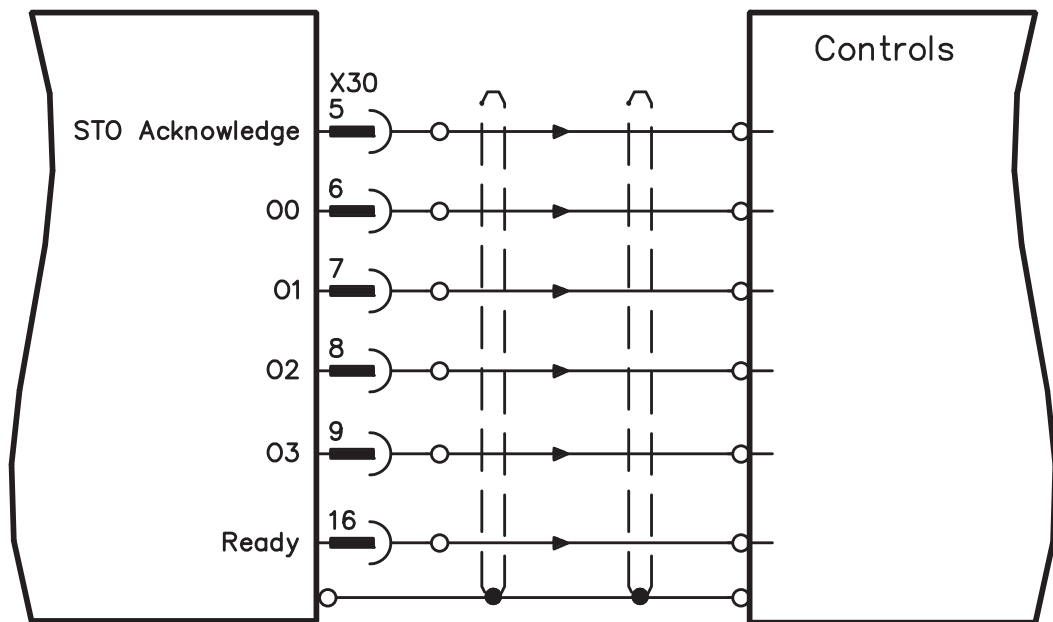 Controls
X30
5
STO Acknowledge
6
O0
7
O1
8
O2
9
O3
16
Ready